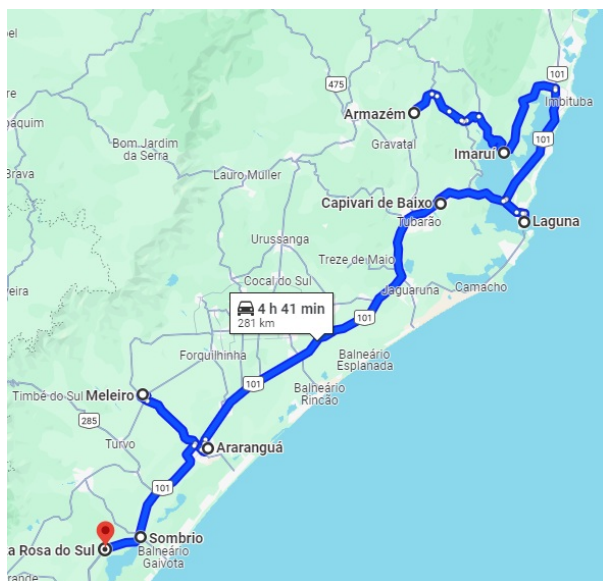 101
Imbituba
475
Armazém
101
Gravatal
Imaruí
Bom Jardim
da Serra
Brava
Lauro Müller
Capivari de Baixo
Tubarão
Laguna
Urussanga
Treze de Maio
Cocal do Sul
Jaguaruna
Camacho
4 h 41 min
281 km
101
Forquilhinha
Balneário
Esplanada
101
Balneário
Rincão
Timbé do Sul
Meleiro
285
Turvo
Araranguá
101
a Rosa do Sul
Sombrio
Balneário
Gaivota